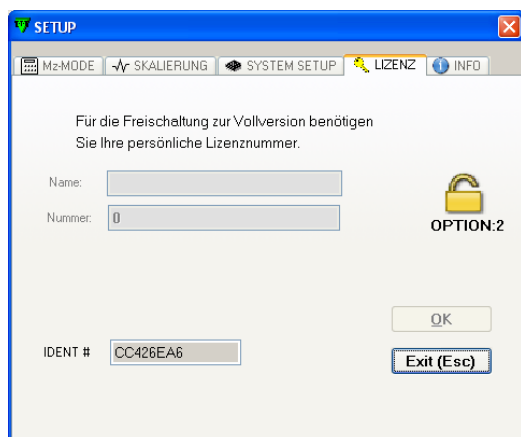 SETUP
Mz-MODE SKALIERUNG SYSTEM SETUP LIZENZ INFO
Für die Freischaltung zur Vollversion benötigen
Sie Ihre persönliche Lizenznummer.
Name:
Nummer: 0
OPTION:2
OK
IDENT # CC426EA6
Exit (Esc)